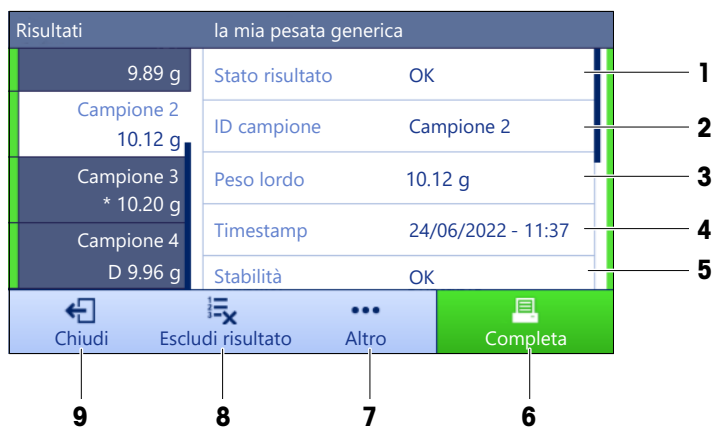 Risultati
la mia pesata generica
9.89 g
Campione 2
10.12 g
Campione 3
* 10.20 g
Campione 4
D 9.96 g
Stato risultato OK
ID campione Campione 2
Peso lordo 10.12 g
Timestamp 24/06/2022 - 11:37
Stabilità OK
1
2
3
4
5
Chiudi
Escludi risultato
Altro
Completa
9
8
7
6